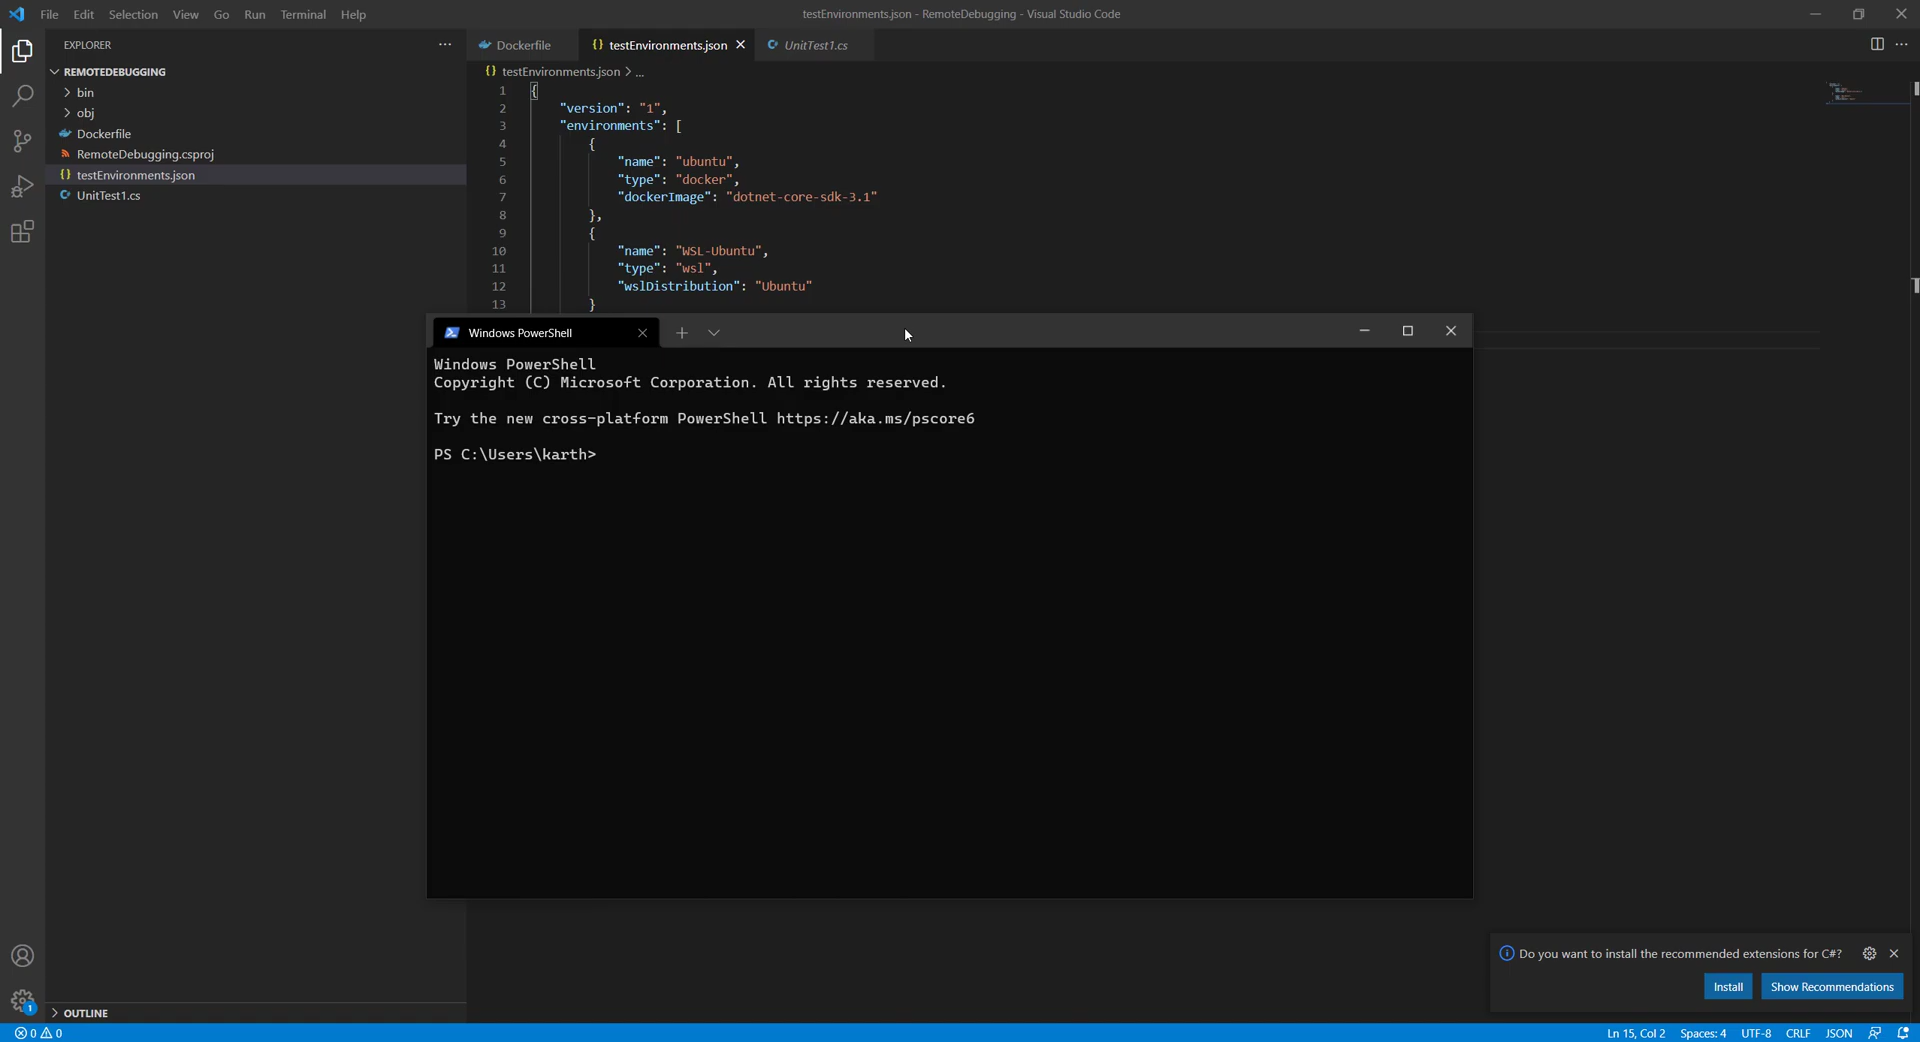 File Edit Selection View Go Run Terminal Help
testEnvironments.json - RemoteDebugging - Visual Studio Code
EXPLORER
REMOTEDEBUGGING
bin
obj
Dockerfile
RemoteDebugging.csproj
testEnvironments.json
UnitTest1.cs
OUTLINE
Dockerfile
testEnvironments.json
UnitTest1.cs
testEnvironments.json > ...
1 {
2 "version": "1",
3 "environments": [
4 {
5 "name": "ubuntu",
6 "type": "docker",
7 "dockerImage": "dotnet-core-sdk-3.1"
8 },
9 {
10 "name": "WSL-Ubuntu",
11 "type": "wsl",
12 "wslDistribution": "Ubuntu"
13 }
Windows PowerShell
Windows PowerShell
Copyright (C) Microsoft Corporation. All rights reserved.
Try the new cross-platform PowerShell https://aka.ms/pscore6
PS C:\Users\karth>
Do you want to install the recommended extensions for C#?
Install
Show Recommendations
1
0 0
Ln 15, Col 2 Spaces: 4 UTF-8 CRLF JSON